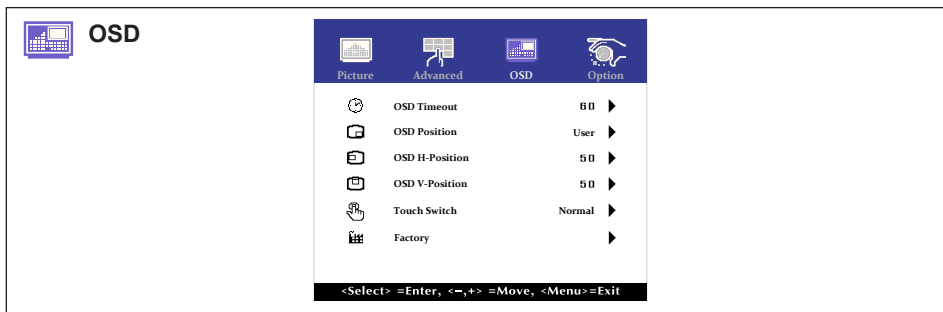 OSD
Picture Advanced OSD Option
OSD Timeout 60
OSD Position User
OSD H-Position 50
OSD V-Position 50
Touch Switch Normal
Factory
<Select> =Enter, <−,+> =Move, <Menu>=Exit